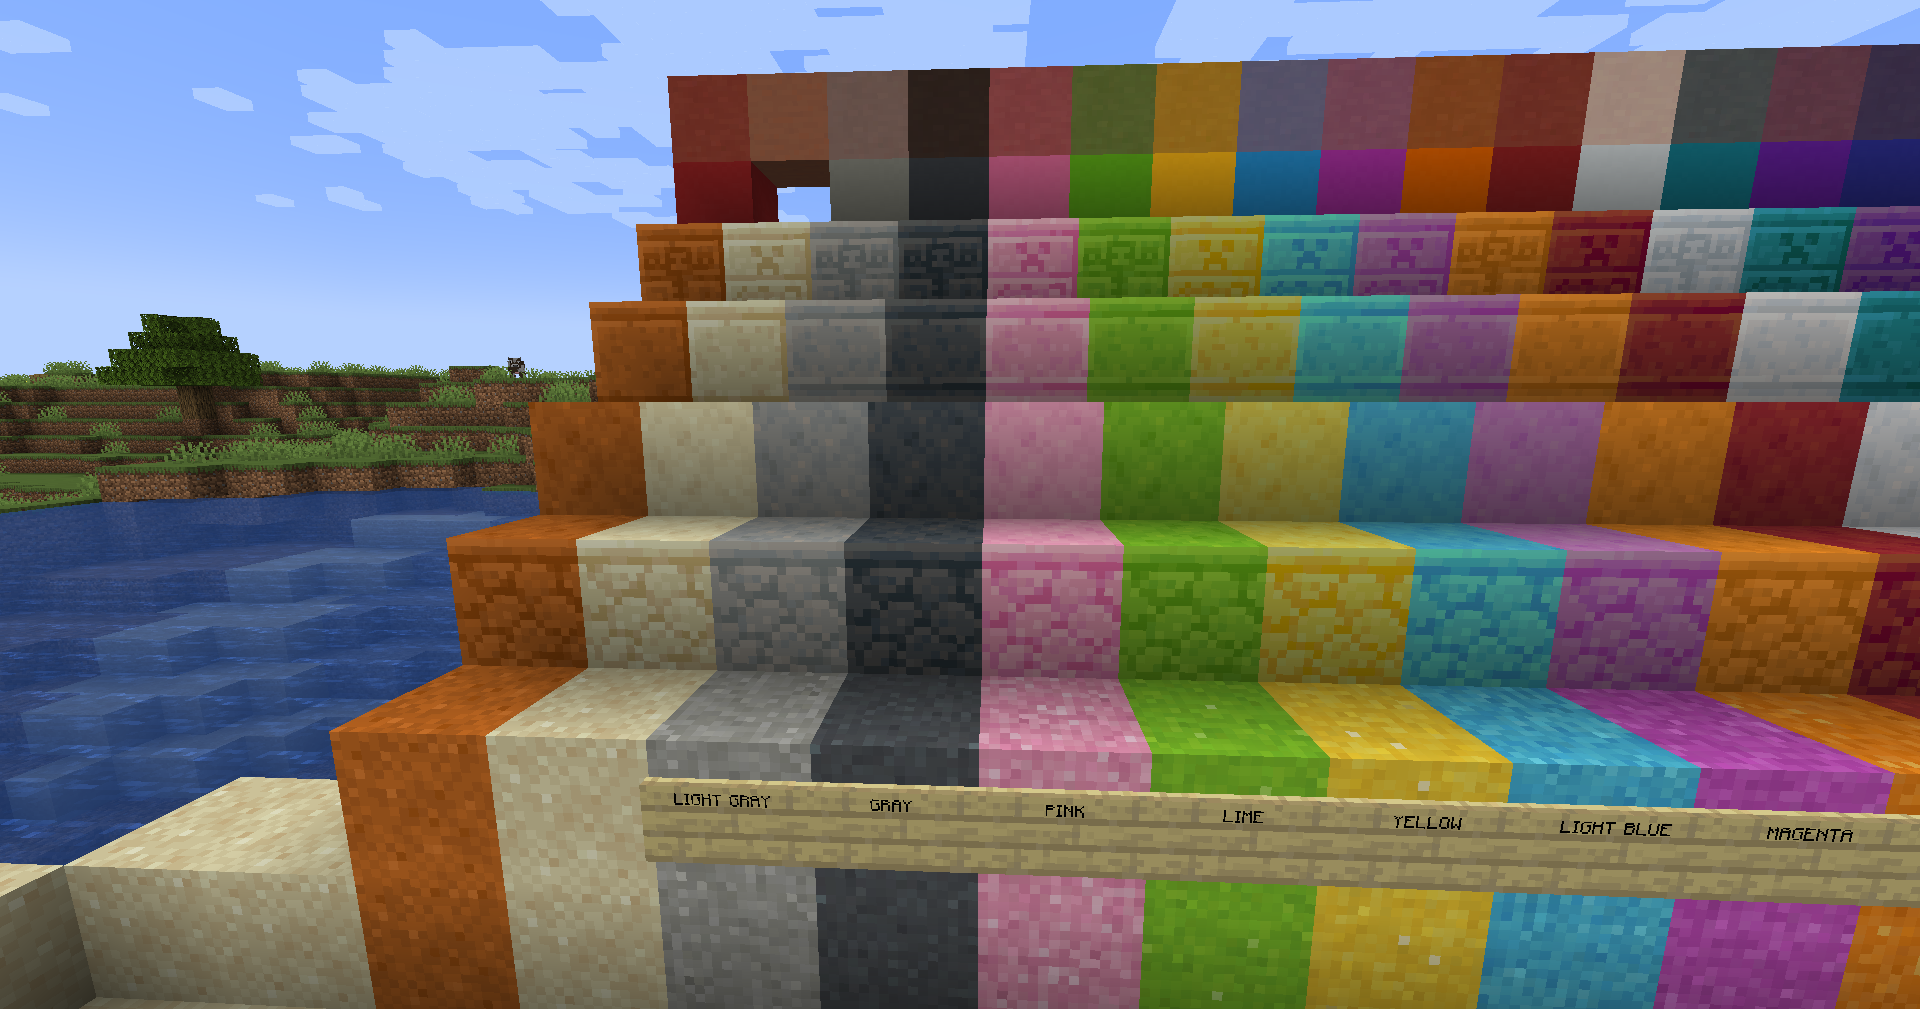 LIGHT GRAY
GRAY
PINK
LIME
YELLOW
LIGHT BLUE
MAGENTA